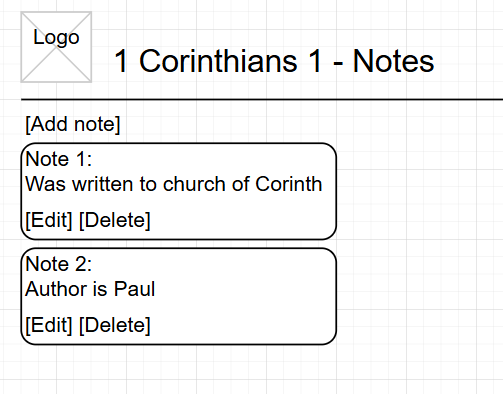 Logo
1 Corinthians 1 - Notes
[Add note]
Note 1:
Was written to church of Corinth
[Edit] [Delete]
Note 2:
Author is Paul
[Edit] [Delete]